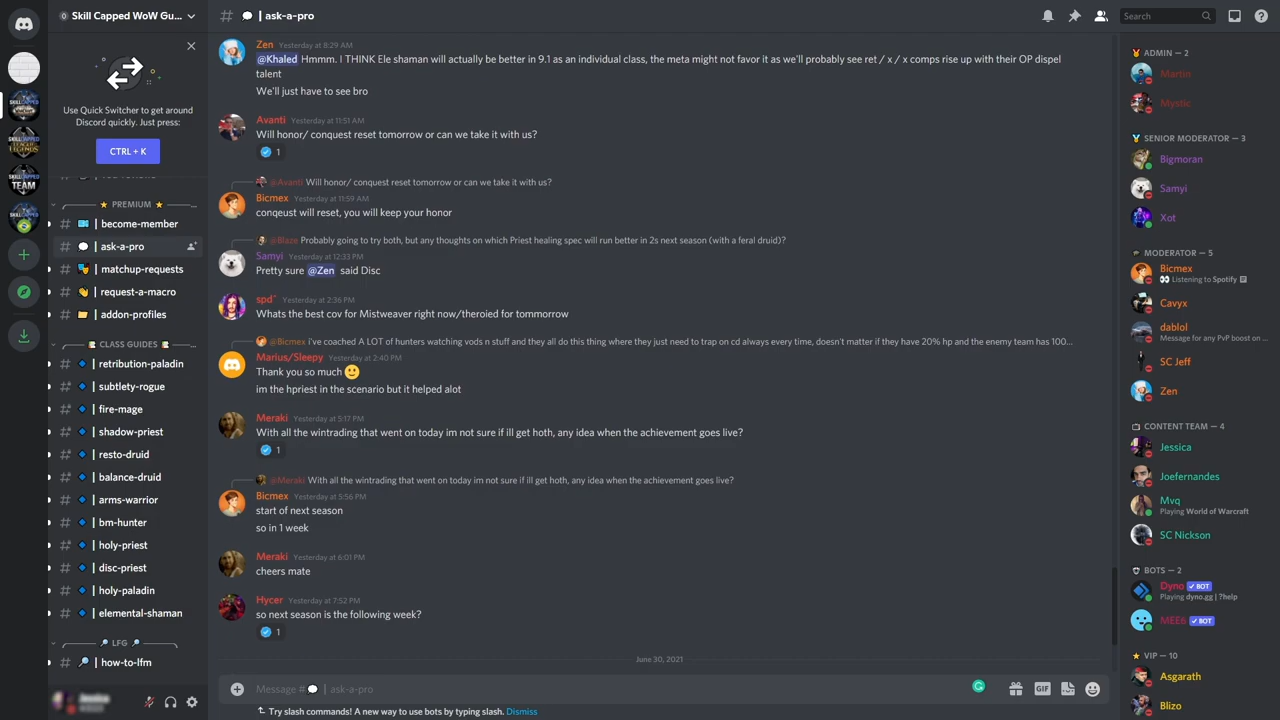 0 Skill Capped WoW Gu...
Use Quick Switcher to get around
Discord quickly. Just press:
CTRL + K
PREMIUM
become-member
ask-a-pro
matchup-requests
request-a-macro
addon-profiles
CLASS GUIDES
retribution-paladin
subtlety-rogue
fire-mage
shadow-priest
resto-druid
balance-druid
arms-warrior
bm-hunter
holy-priest
disc-priest
holy-paladin
elemental-shaman
LFG
how-to-lfm
# | ask-a-pro
Search
Zen Yesterday at 8:29 AM
@Khaled Hmmm. I THINK Ele shaman will actually be better in 9.1 as an individual class, the meta might not favor it as we'll probably see ret / x / x comps rise up with their OP dispel
talent
We'll just have to see bro
Avanti Yesterday at 11:51 AM
Will honor/ conquest reset tomorrow or can we take it with us?
1
@Avanti Will honor/ conquest reset tomorrow or can we take it with us?
Bicmex Yesterday at 11:59 AM
conqeust will reset, you will keep your honor
@Blaze Probably going to try both, but any thoughts on which Priest healing spec will run better in 2s next season (with a feral druid)?
Samyi Yesterday at 12:33 PM
Pretty sure @Zen said Disc
spd^ Yesterday at 2:36 PM
Whats the best cov for Mistweaver right now/theroied for tommorrow
@Bicmex i've coached A LOT of hunters watching vods n stuff and they all do this thing where they just need to trap on cd always every time, doesn't matter if they have 20% hp and the enemy team has 100...
Marius/Sleepy Yesterday at 2:40 PM
Thank you so much 🙂
im the hpriest in the scenario but it helped alot
Meraki Yesterday at 5:17 PM
With all the wintrading that went on today im not sure if ill get hoth, any idea when the achievement goes live?
1
@Meraki With all the wintrading that went on today im not sure if ill get hoth, any idea when the achievement goes live?
Bicmex Yesterday at 5:56 PM
start of next season
so in 1 week
Meraki Yesterday at 6:01 PM
cheers mate
Hycer Yesterday at 7:52 PM
so next season is the following week?
1
June 30, 2021
Message # | ask-a-pro
GIF
Try slash commands! A new way to use bots by typing slash. Dismiss
ADMIN — 2
Martin
Mystic
SENIOR MODERATOR — 3
Bigmoran
Samyi
Xot
MODERATOR — 5
Bicmex
Listening to Spotify
Cavyx
dablol
Message for any PvP boost on ...
SC Jeff
Zen
CONTENT TEAM — 4
Jessica
Joefernandes
Mvq
Playing World of Warcraft
SC Nickson
BOTS — 2
Dyno BOT
Playing dyno.gg | ?help
MEE6 BOT
VIP — 10
Asgarath
Blizo